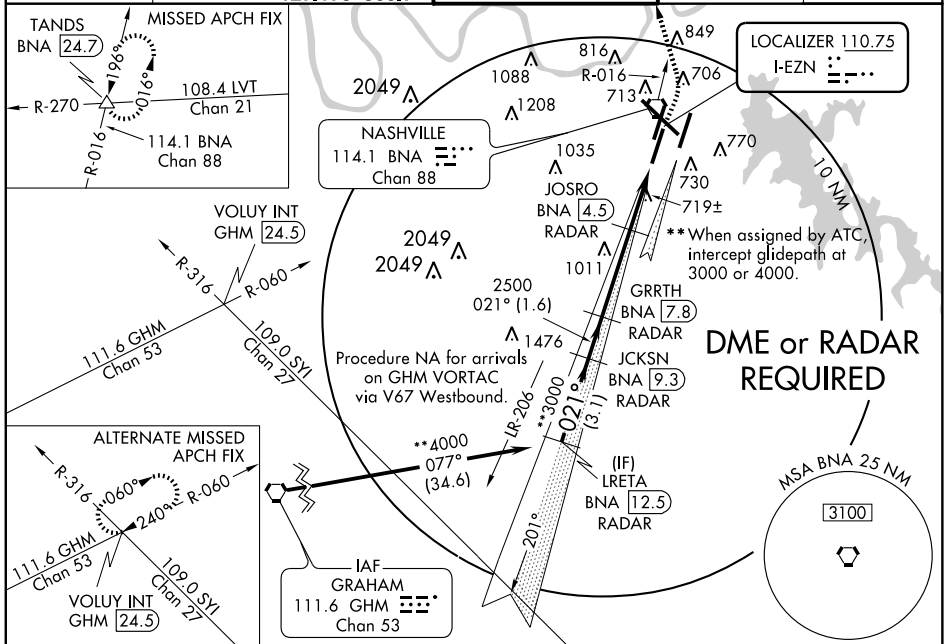 MISSED APCH FIX
TANDS
BNA 24.7
196°
016°
R-270
108.4 LVT
Chan 21
R-016
114.1 BNA
Chan 88
2049
1088
816
R-016
849
713
706
1208
LOCALIZER 110.75
I-EZN
NASHVILLE
114.1 BNA
Chan 88
1035
770
730
719±
10 NM
JOSRO
BNA 4.5
RADAR
VOLUY INT
GHM 24.5
R-316
R-060
2049
2049
1011
** When assigned by ATC,
intercept glidepath at
3000 or 4000.
111.6 GHM
Chan 53
109.0 SYI
Chan 27
2500
021° (1.6)
GRRTH
BNA 7.8
RADAR
1476
Procedure NA for arrivals
on GHM VORTAC
via V67 Westbound.
JCKSN
BNA 9.3
RADAR
DME or RADAR
REQUIRED
LR-206
**3000
021°
(3.1)
ALTERNATE MISSED
APCH FIX
R-316
060°
R-060
240°
111.6 GHM
Chan 53
109.0 SYI
Chan 27
VOLUY INT
GHM 24.5
**4000
077°
(34.6)
(IF)
LRETA
BNA 12.5
RADAR
201°
IAF
GRAHAM
111.6 GHM
Chan 53
MSA BNA 25 NM
3100